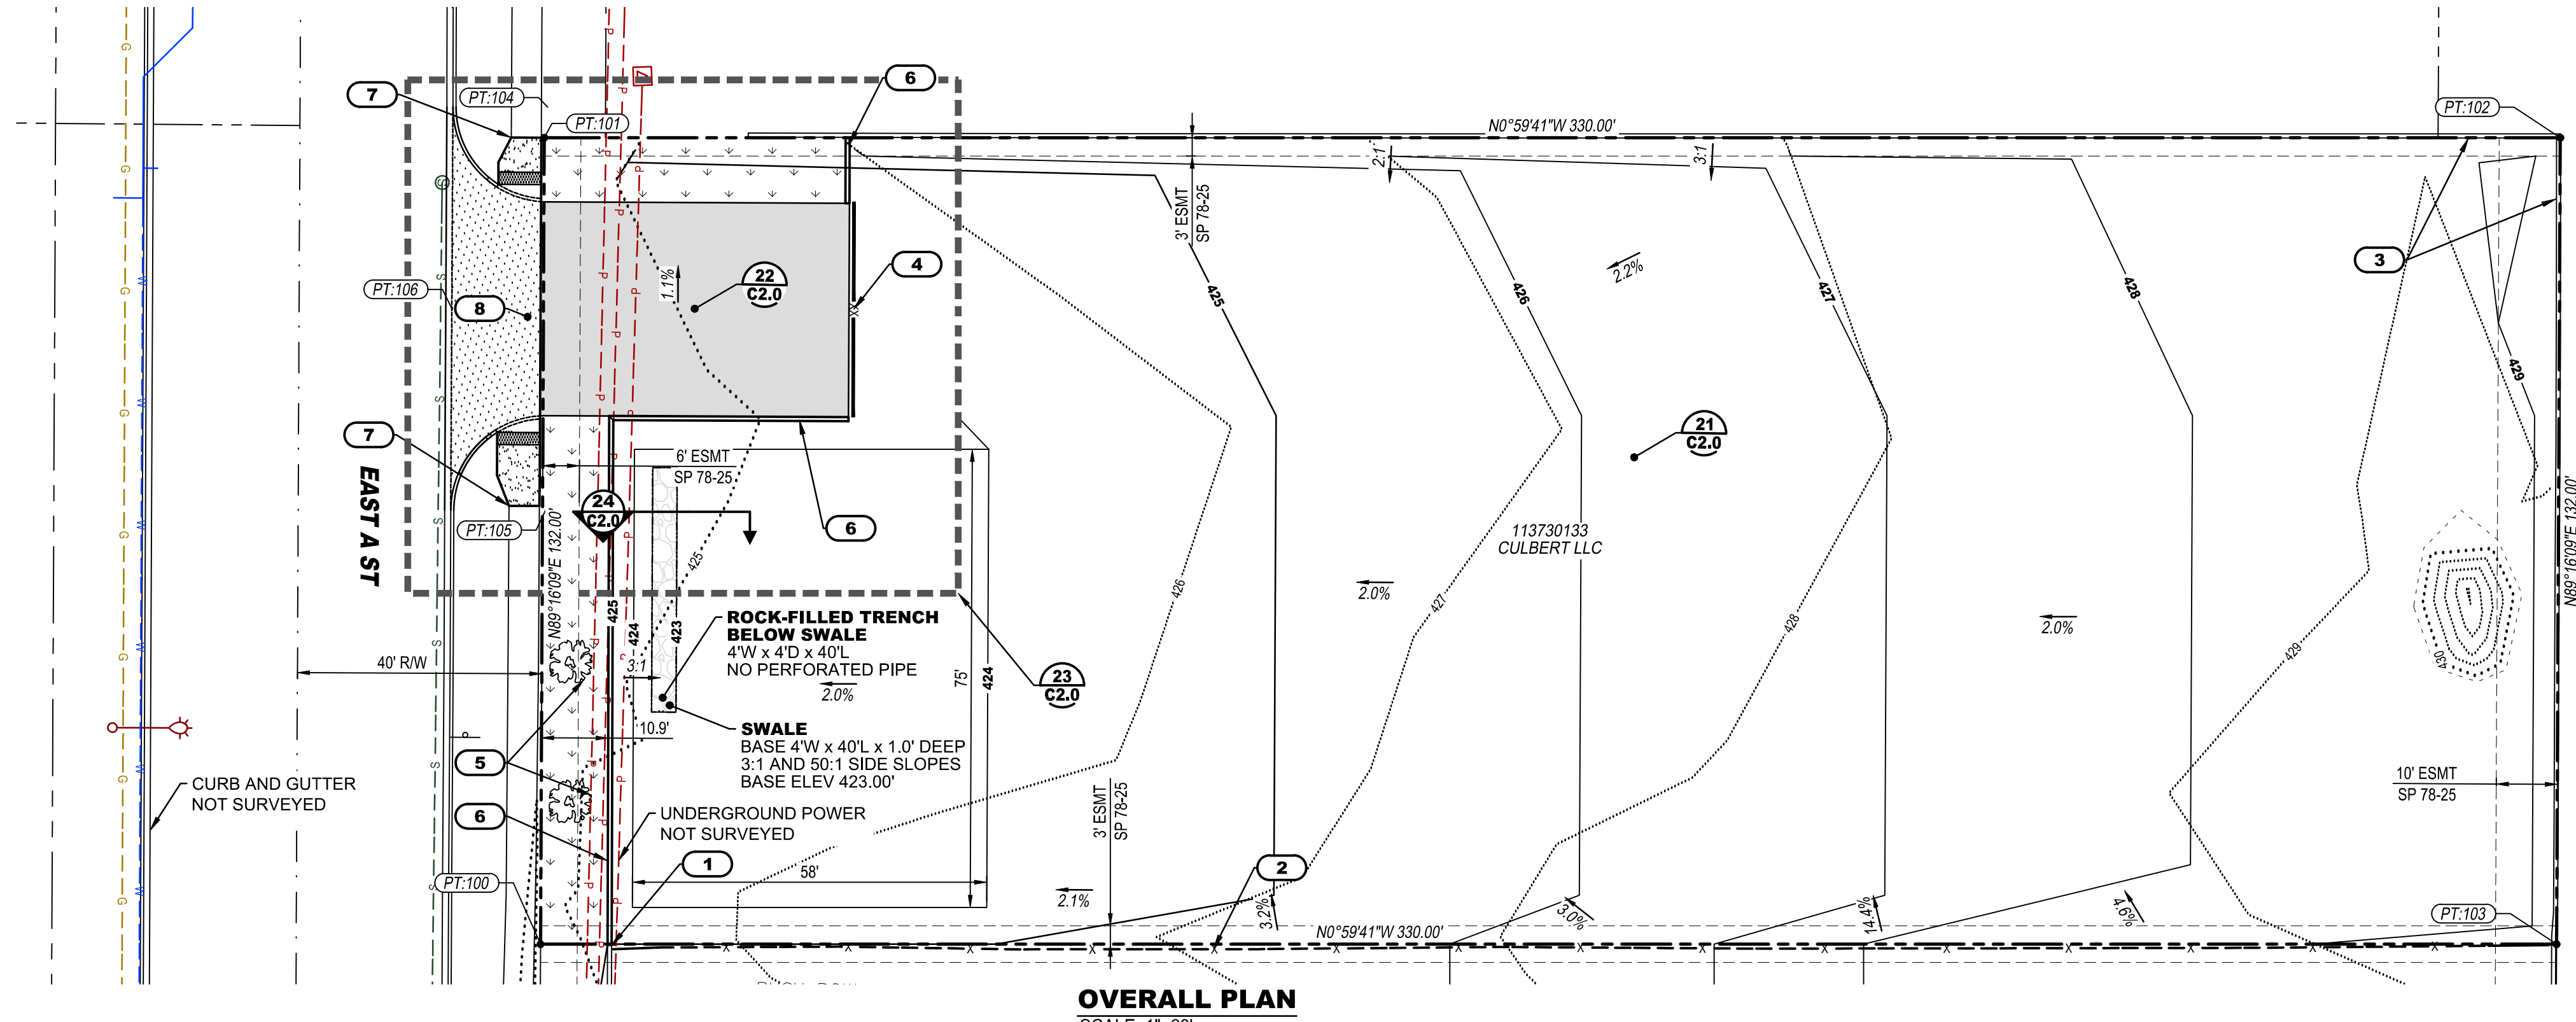 7
PT:104
PT:101
7
6
N0°59'41"W 330.00'
PT:102
2:1
3:1
3' ESMT
SP 78-25
PT:106
8
1.1%
22
C2.0
4
425
426
2.2%
427
428
3
429
7
EAST A ST
6' ESMT
SP 78-25
24
C2.0
PT:105
N89°16'09"E 132.00'
425
6
21
C2.0
113730133
CULBERT LLC
N89°16'09"E 132.00'
425
424
423
ROCK-FILLED TRENCH
BELOW SWALE
4'W x 4'D x 40'L
NO PERFORATED PIPE
2.0%
3:1
75'
424
23
C2.0
426
2.0%
427
428
2.0%
429
430
40' R/W
10.9'
SWALE
BASE 4'W x 40'L x 1.0' DEEP
3:1 AND 50:1 SIDE SLOPES
BASE ELEV 423.00'
5
6
CURB AND GUTTER
NOT SURVEYED
UNDERGROUND POWER
NOT SURVEYED
1
58'
3' ESMT
SP 78-25
2
10' ESMT
SP 78-25
PT:100
2.1%
3.2%
3.0%
14.4%
4.6%
PT:103
N0°59'41"W 330.00'
OVERALL PLAN